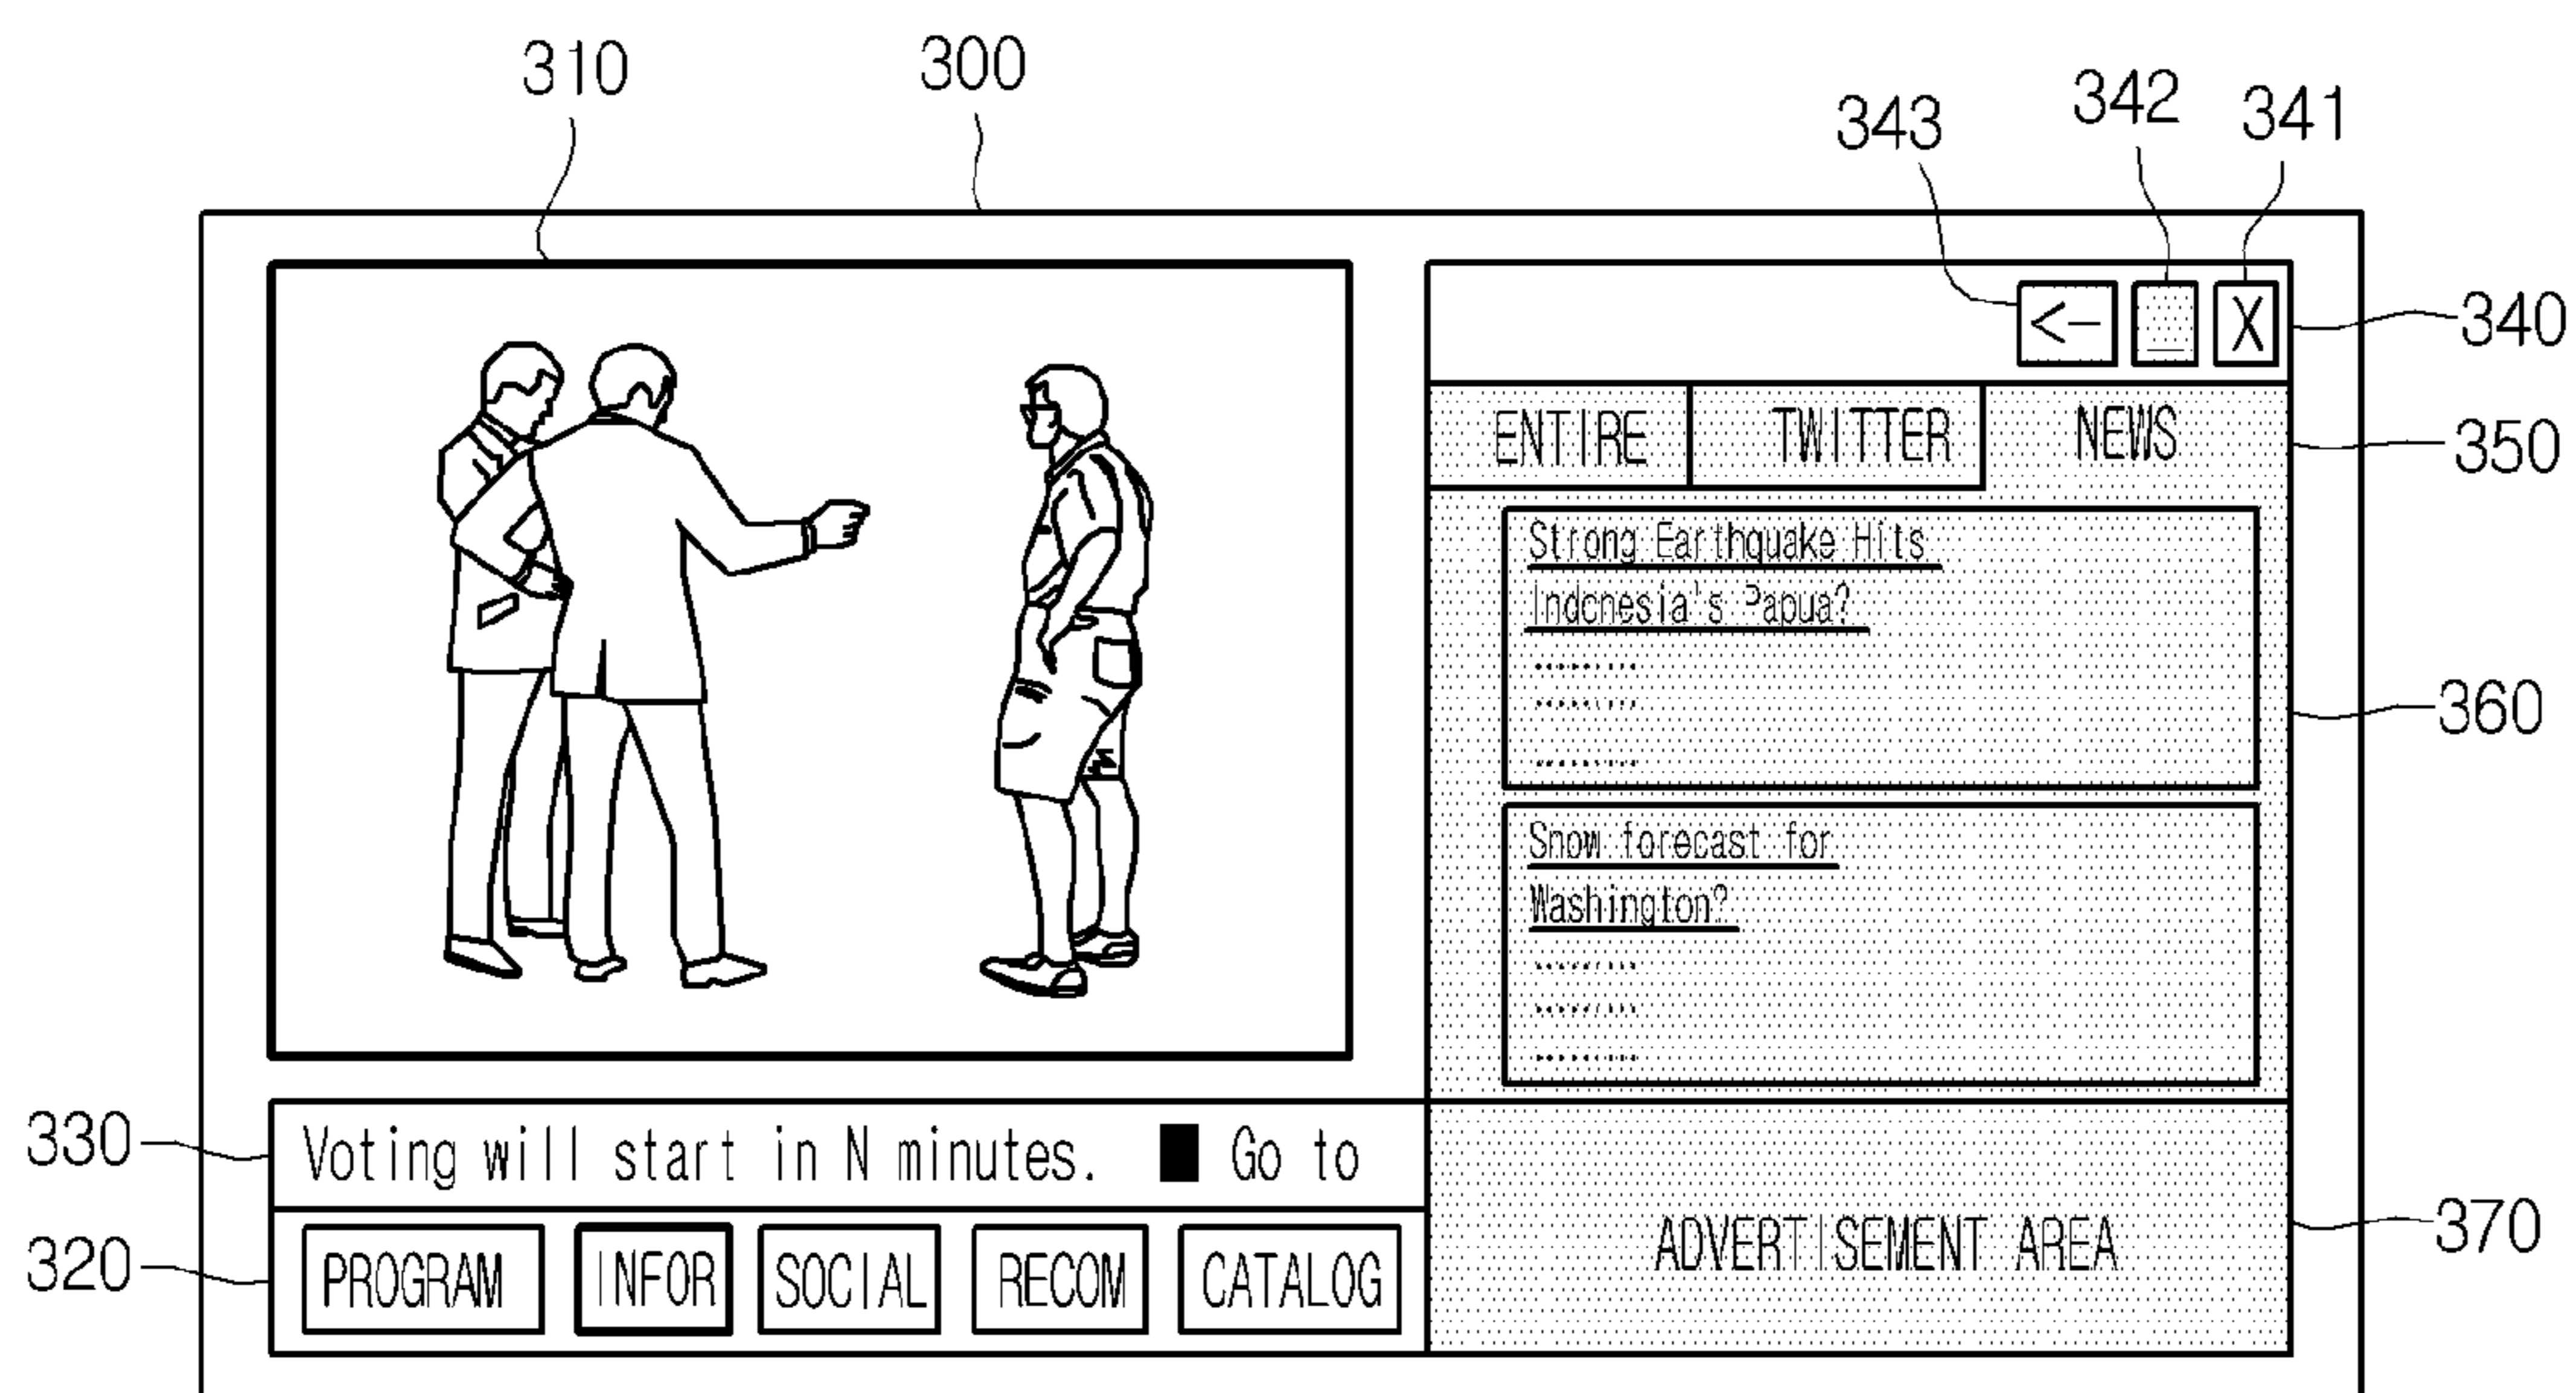 310
300
343
342
341
<-
_
X
340
ENTIRE
TWITTER
NEWS
350
Strong Earthquake Hits
Indonesia's Papua?
.........
.........
.........
360
Snow forecast for
Washington?
.........
.........
.........
330
Voting will start in N minutes. ■ Go to
320
PROGRAM
INFOR
SOCIAL
RECOM
CATALOG
ADVERTISEMENT AREA
370